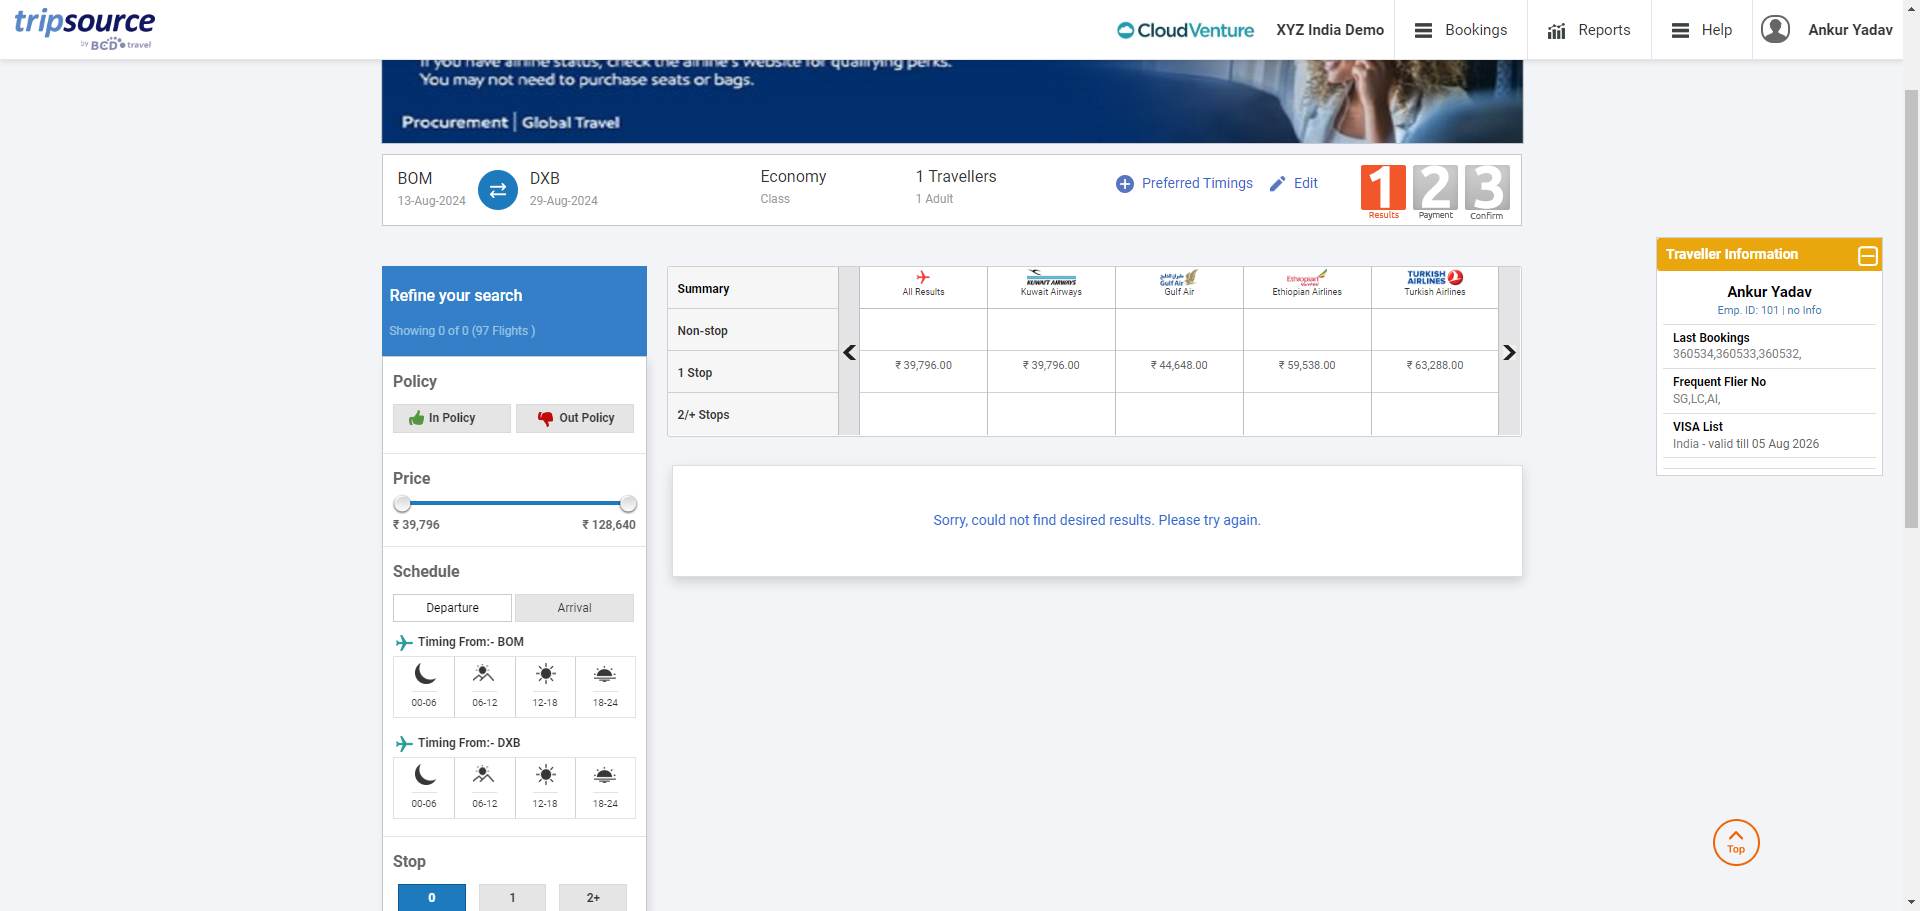 tripsource
by BCD travel
CloudVenture
XYZ India Demo
Bookings
Reports
Help
Ankur Yadav
If you have airline status, check the airline's website for qualifying perks.
You may not need to purchase seats or bags.
Procurement | Global Travel
BOM
13-Aug-2024
DXB
29-Aug-2024
Economy
Class
1 Travellers
1 Adult
Preferred Timings
Edit
1
Results
2
Payment
3
Confirm
Refine your search
Showing 0 of 0 (97 Flights )
Policy
In Policy
Out Policy
Price
₹ 39,796
₹ 128,640
Schedule
Departure
Arrival
Timing From:- BOM
00-06
06-12
12-18
18-24
Timing From:- DXB
00-06
06-12
12-18
18-24
Stop
0
1
2+
Summary
All Results
KUWAIT AIRWAYS
Kuwait Airways
طيران الخليج
GULF AIR
Gulf Air
Ethiopian
Ethiopian Airlines
TURKISH
AIRLINES
Turkish Airlines
Non-stop
1 Stop
₹ 39,796.00
₹ 39,796.00
₹ 44,648.00
₹ 59,538.00
₹ 63,288.00
2/+ Stops
Sorry, could not find desired results. Please try again.
Traveller Information
Ankur Yadav
Emp. ID: 101 | no Info
Last Bookings
360534,360533,360532,
Frequent Flier No
SG,LC,AI,
VISA List
India - valid till 05 Aug 2026
Top